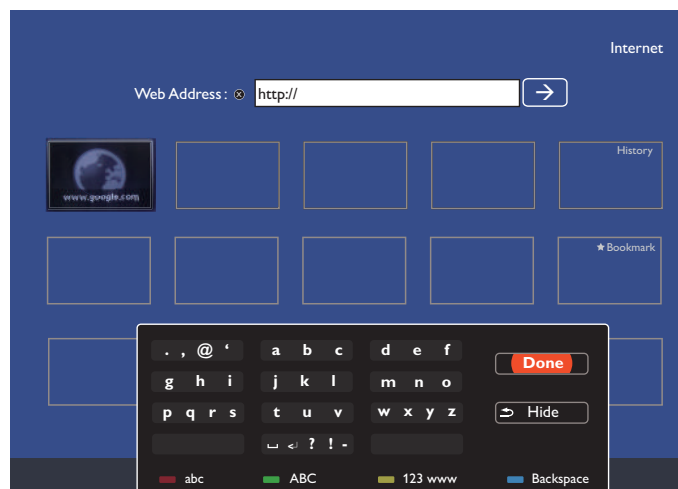 Internet
Web Address : http://
www.google.com
History
★ Bookmark
. , @ ‘ a b c d e f
Done
g h i j k l m n o
p q r s t u v w x y z
Hide
␣ ↵ ? ! -
abc ABC 123 www Backspace